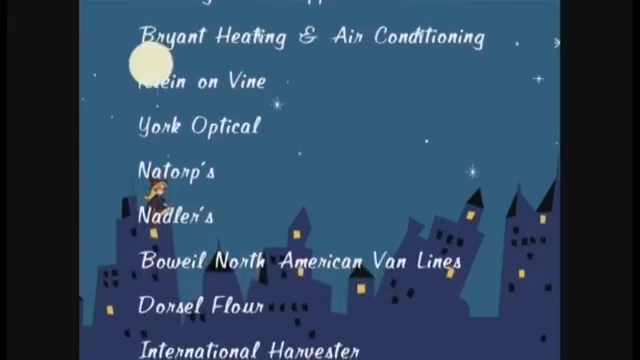 Bryant Heating & Air Conditioning
Klein on Vine
York Optical
Natorp's
Nadler's
Boweil North American Van Lines
Dorsel Flour
International Harvester